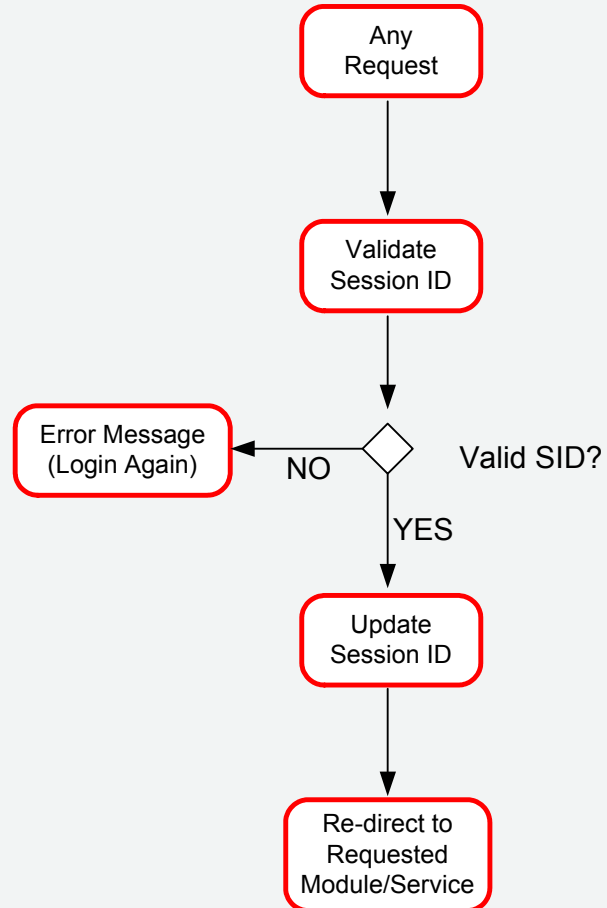 Any
Request
Validate
Session ID
Error Message
(Login Again)
NO
Valid SID?
YES
Update
Session ID
Re-direct to
Requested
Module/Service